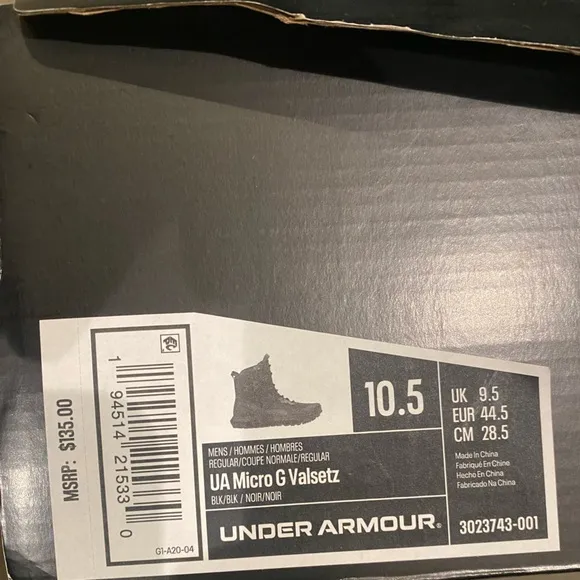 MSRP: $135.00
1 94514 21533 0
G1-A20-04
10.5
UK 9.5
EUR 44.5
CM 28.5
MENS / HOMMES / HOMBRES
REGULAR/COUPE NORMALE/REGULAR
UA Micro G Valsetz
BLK/BLK / NOIR/NOIR
Made In China
Fabriqué En Chine
Hecho En China
Fabricado Na China
UNDER ARMOUR®
3023743-001